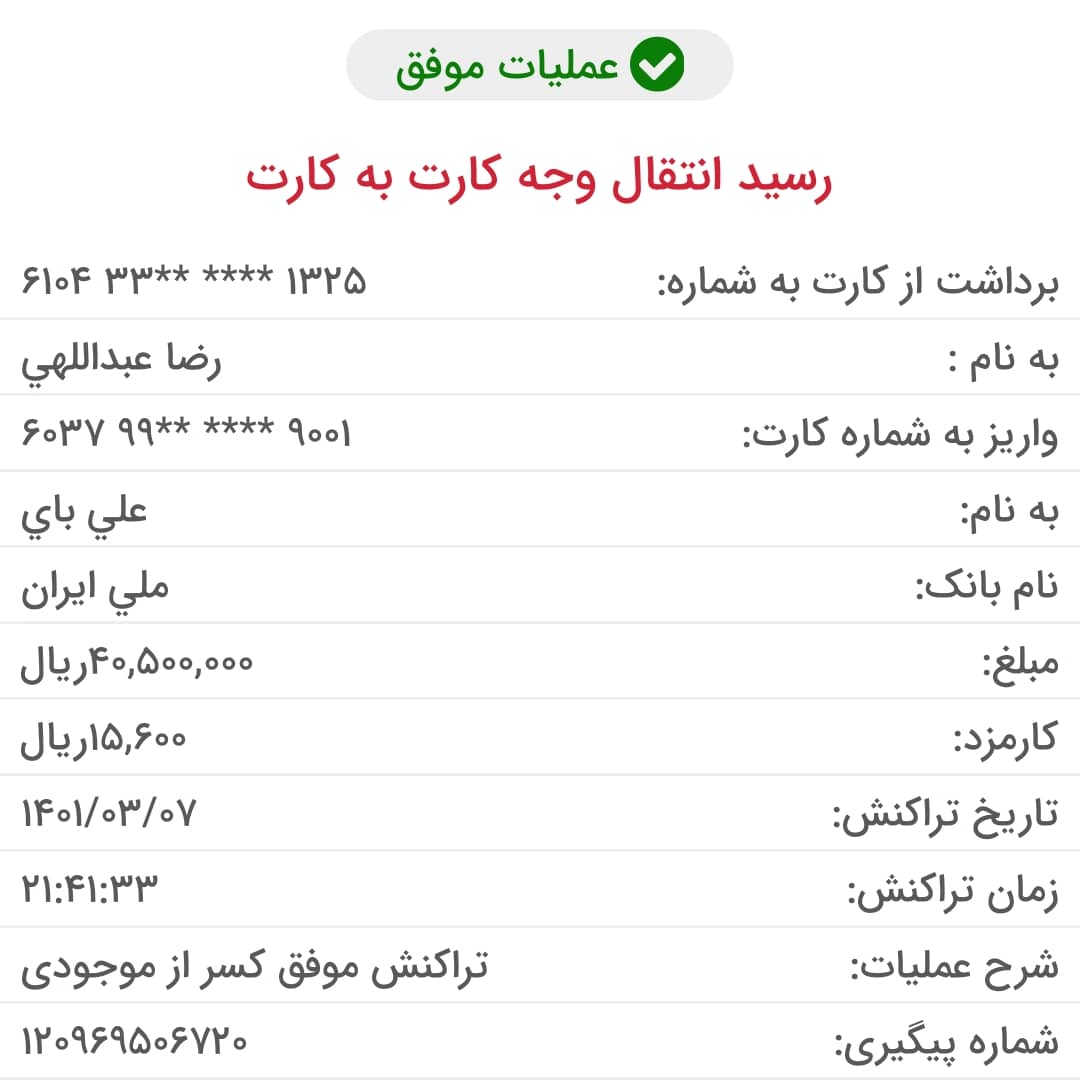 عملیات موفق
رسید انتقال وجه کارت به کارت
برداشت از کارت به شماره: ۶۱۰۴ ۳۳** **** ۱۳۲۵
به نام : رضا عبداللهي
واریز به شماره کارت: ۶۰۳۷ ۹۹** **** ۹۰۰۱
به نام: علي باي
نام بانک: ملي ايران
مبلغ: ۴۰,۵۰۰,۰۰۰ریال
کارمزد: ۱۵,۶۰۰ریال
تاریخ تراکنش: ۱۴۰۱/۰۳/۰۷
زمان تراکنش: ۲۱:۴۱:۳۳
شرح عملیات: تراکنش موفق کسر از موجودی
شماره پیگیری: ۱۲۰۹۶۹۵۰۶۷۲۰